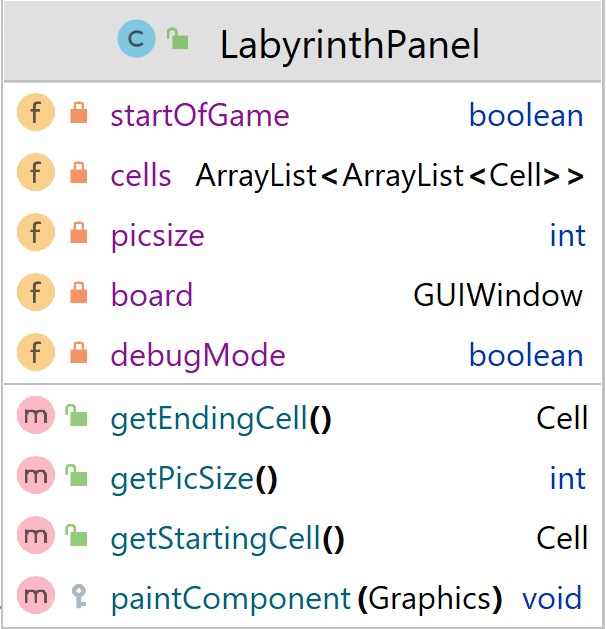 C LabyrinthPanel
f startOfGame boolean
f cells ArrayList<ArrayList<Cell>>
f picsize int
f board GUIWindow
f debugMode boolean
m getEndingCell() Cell
m getPicSize() int
m getStartingCell() Cell
m paintComponent(Graphics) void